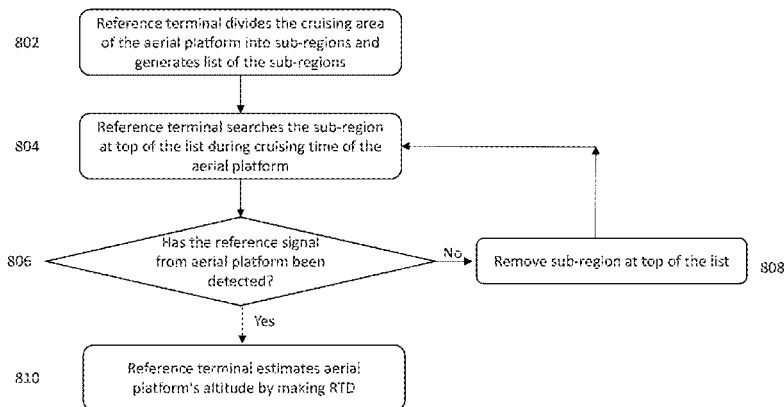 802
Reference terminal divides the cruising area
of the aerial platform into sub-regions and
generates list of the sub-regions
804
Reference terminal searches the sub-region
at top of the list during cruising time of the
aerial platform
806
Has the reference signal
from aerial platform been
detected?
No
Remove sub-region at top of the list
808
Yes
810
Reference terminal estimates aerial
platform's altitude by making RTD